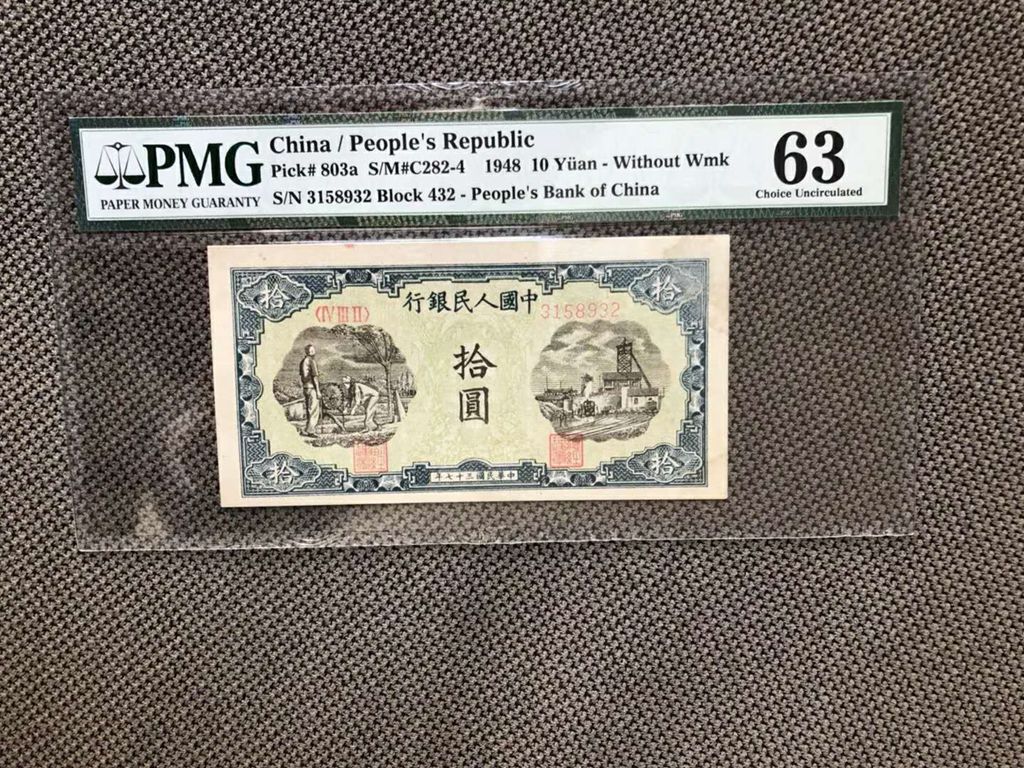 PMG
PAPER MONEY GUARANTY
China / People's Republic
Pick# 803a S/M#C282-4 1948 10 Yüan - Without Wmk
S/N 3158932 Block 432 - People's Bank of China
63
Choice Uncirculated
拾
行銀民人國中
拾
(IV III II)
3158932
拾
圓
拾
年七十三國民華中
拾